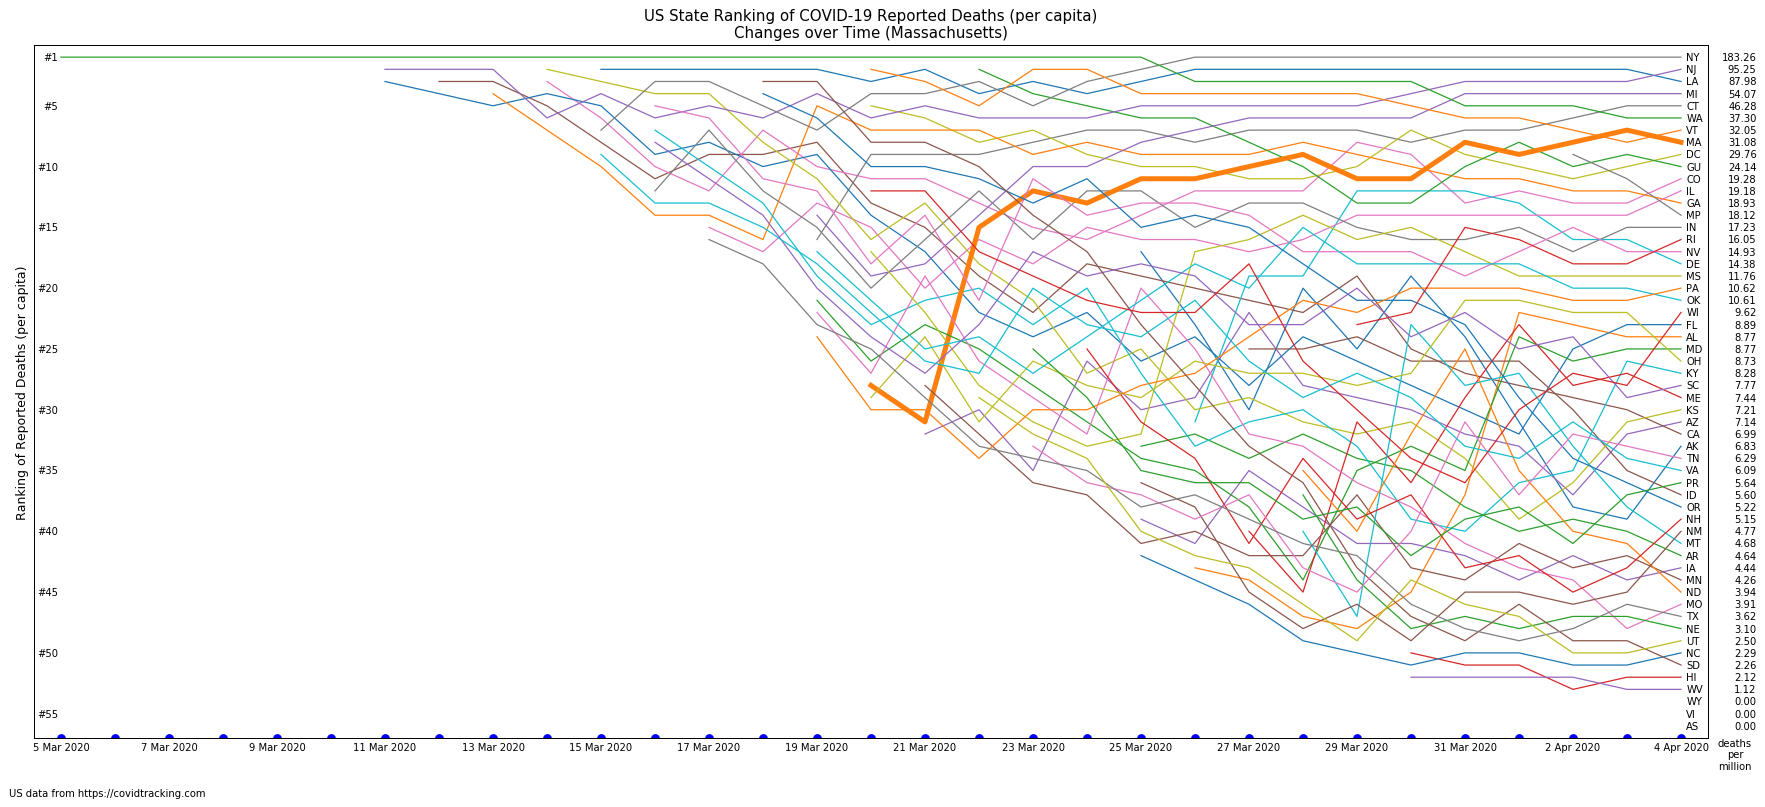 US State Ranking of COVID-19 Reported Deaths (per capita)
Changes over Time (Massachusetts)
Ranking of Reported Deaths (per capita)
#1
#5
#10
#15
#20
#25
#30
#35
#40
#45
#50
#55
NY 183.26
NJ 95.25
LA 87.98
MI 54.07
CT 46.28
WA 37.30
VT 32.05
MA 31.08
DC 29.76
GU 24.14
CO 19.28
IL 19.18
GA 18.93
MP 18.12
IN 17.23
RI 16.05
NV 14.93
DE 14.38
MS 11.76
PA 10.62
OK 10.61
WI 9.62
FL 8.89
AL 8.77
MD 8.77
OH 8.73
KY 8.28
SC 7.77
ME 7.44
KS 7.21
AZ 7.14
CA 6.99
AK 6.83
TN 6.29
VA 6.09
PR 5.64
ID 5.60
OR 5.22
NH 5.15
NM 4.77
MT 4.68
AR 4.64
IA 4.44
MN 4.26
ND 3.94
MO 3.91
TX 3.62
NE 3.10
UT 2.50
NC 2.29
SD 2.26
HI 2.12
WV 1.12
WY 0.00
VI 0.00
AS 0.00
5 Mar 2020 7 Mar 2020 9 Mar 2020 11 Mar 2020 13 Mar 2020 15 Mar 2020 17 Mar 2020 19 Mar 2020 21 Mar 2020 23 Mar 2020 25 Mar 2020 27 Mar 2020 29 Mar 2020 31 Mar 2020 2 Apr 2020 4 Apr 2020
deaths
per
million
US data from https://covidtracking.com